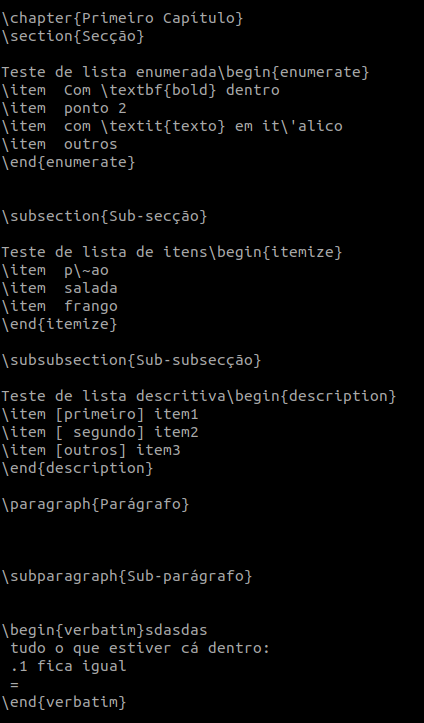 \chapter{Primeiro Capítulo}
\section{Secção}
Teste de lista enumerada\begin{enumerate}
\item  Com \textbf{bold} dentro
\item  ponto 2
\item  com \textit{texto} em it\'alico
\item  outros
\end{enumerate}
\subsection{Sub-secção}
Teste de lista de itens\begin{itemize}
\item  p\~ao
\item  salada
\item  frango
\end{itemize}
\subsubsection{Sub-subsecção}
Teste de lista descritiva\begin{description}
\item [primeiro] item1
\item [ segundo] item2
\item [outros] item3
\end{description}
\paragraph{Parágrafo}
\subparagraph{Sub-parágrafo}
\begin{verbatim}sdasdas
 tudo o que estiver cá dentro:
 .1 fica igual
 =
\end{verbatim}